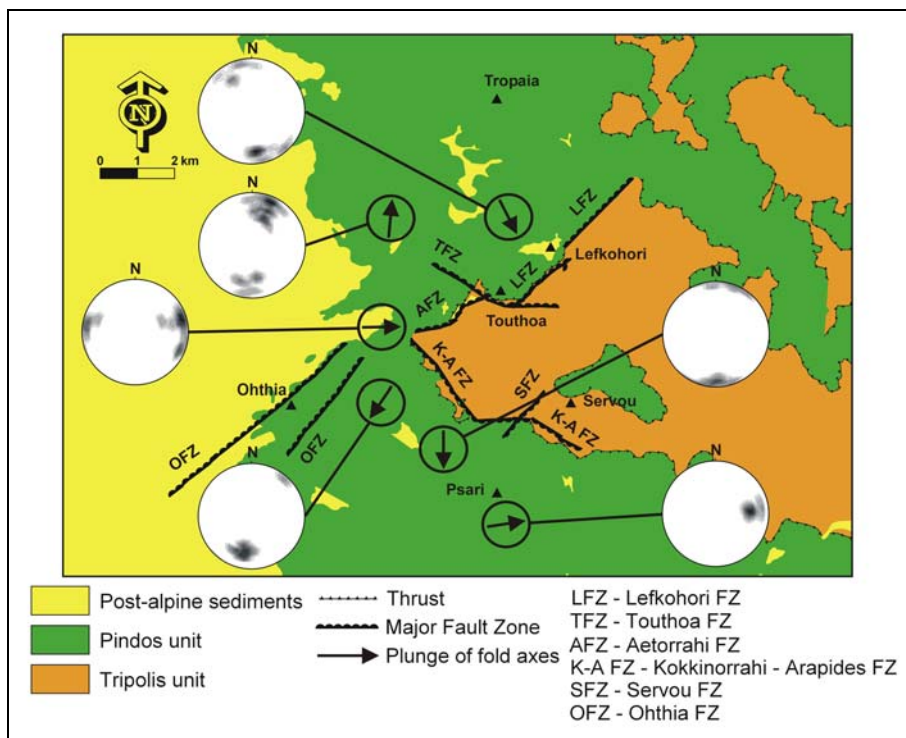 N
Tropaia
N
0 1 2 km
LFZ
N
TFZ
LFZ
Lefkohori
N
N
AFZ
Touthoa
K-A FZ
SFZ
Servou
Ohthia
K-A FZ
OFZ
OFZ
N
N
Psari
Post-alpine sediments
Pindos unit
Tripolis unit
Thrust
Major Fault Zone
Plunge of fold axes
LFZ - Lefkohori FZ
TFZ - Touthoa FZ
AFZ - Aetorrahi FZ
K-A FZ - Kokkinorrahi - Arapides FZ
SFZ - Servou FZ
OFZ - Ohthia FZ